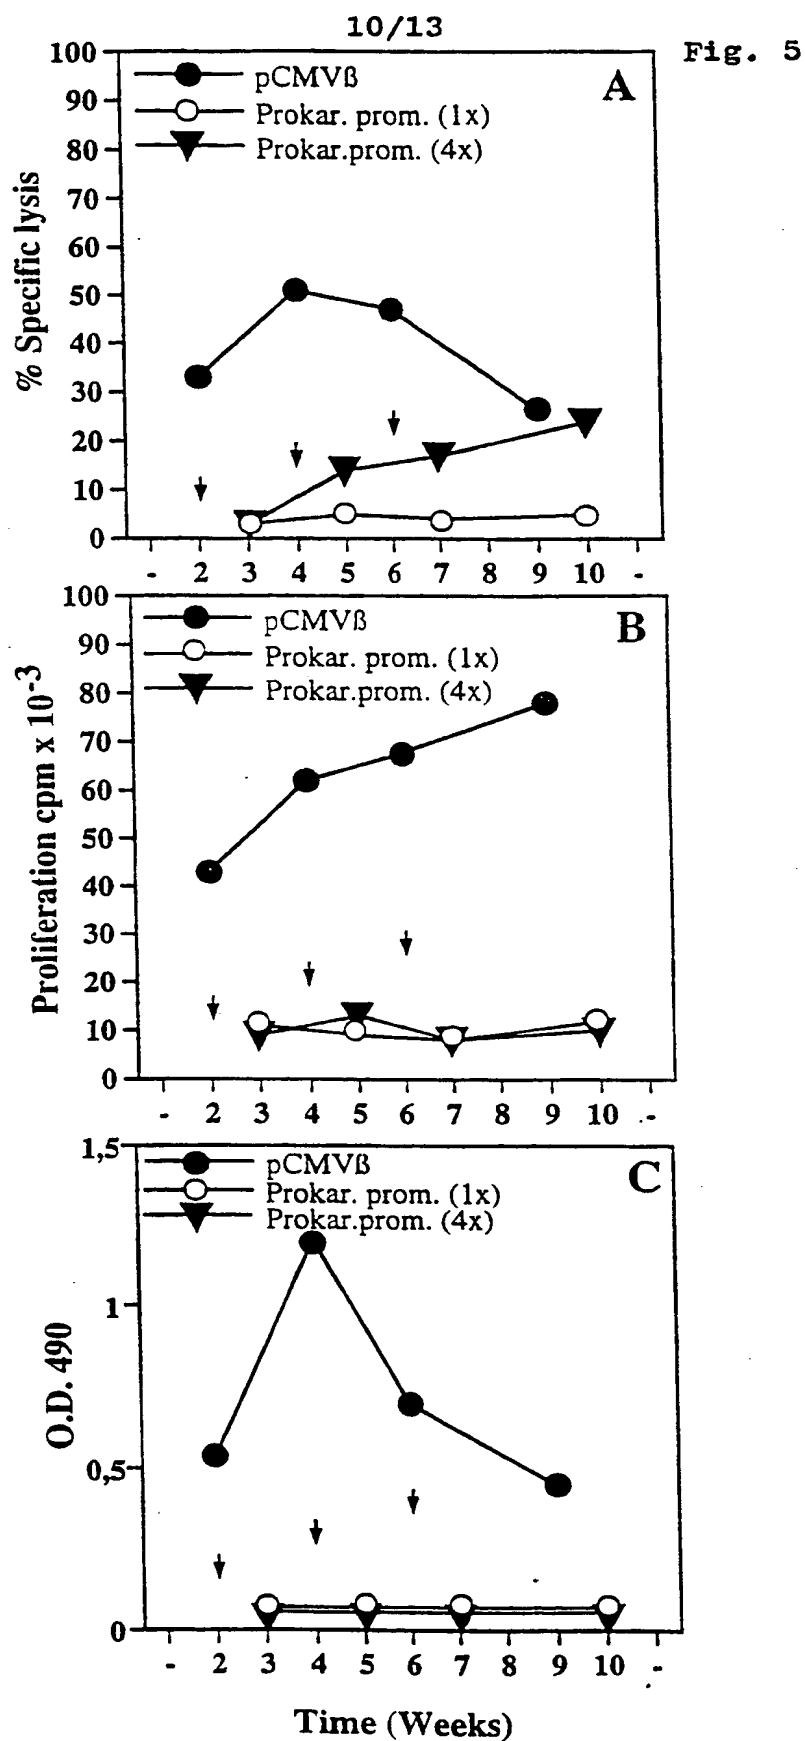 10/13
Fig. 5
A
pCMVß
Prokar. prom. (1x)
Prokar.prom. (4x)
% Specific lysis
100
90
80
70
60
50
40
30
20
10
0
- 2 3 4 5 6 7 8 9 10 -
B
pCMVß
Prokar. prom. (1x)
Prokar.prom. (4x)
Proliferation cpm x 10-3
100
90
80
70
60
50
40
30
20
10
0
- 2 3 4 5 6 7 8 9 10 -
C
pCMVß
Prokar. prom. (1x)
Prokar.prom. (4x)
O.D. 490
1,5
1
0,5
0
- 2 3 4 5 6 7 8 9 10 -
Time (Weeks)